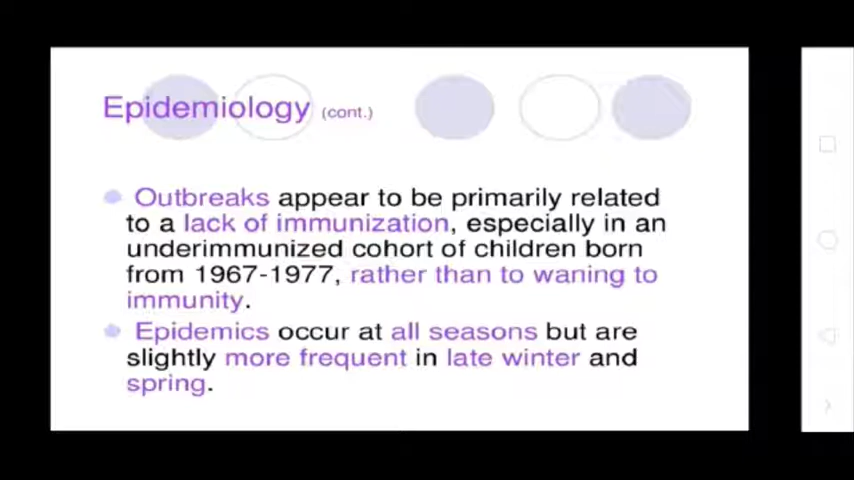 Epidemiology (cont.)
Outbreaks appear to be primarily related
to a lack of immunization, especially in an
underimmunized cohort of children born
from 1967-1977, rather than to waning to
immunity.
Epidemics occur at all seasons but are
slightly more frequent in late winter and
spring.